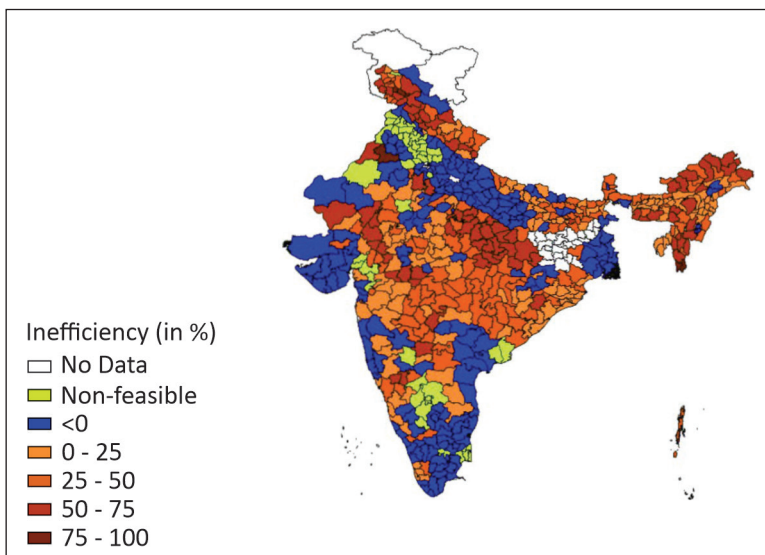 Inefficiency (in %)
No Data
Non-feasible
<0
0 - 25
25 - 50
50 - 75
75 - 100